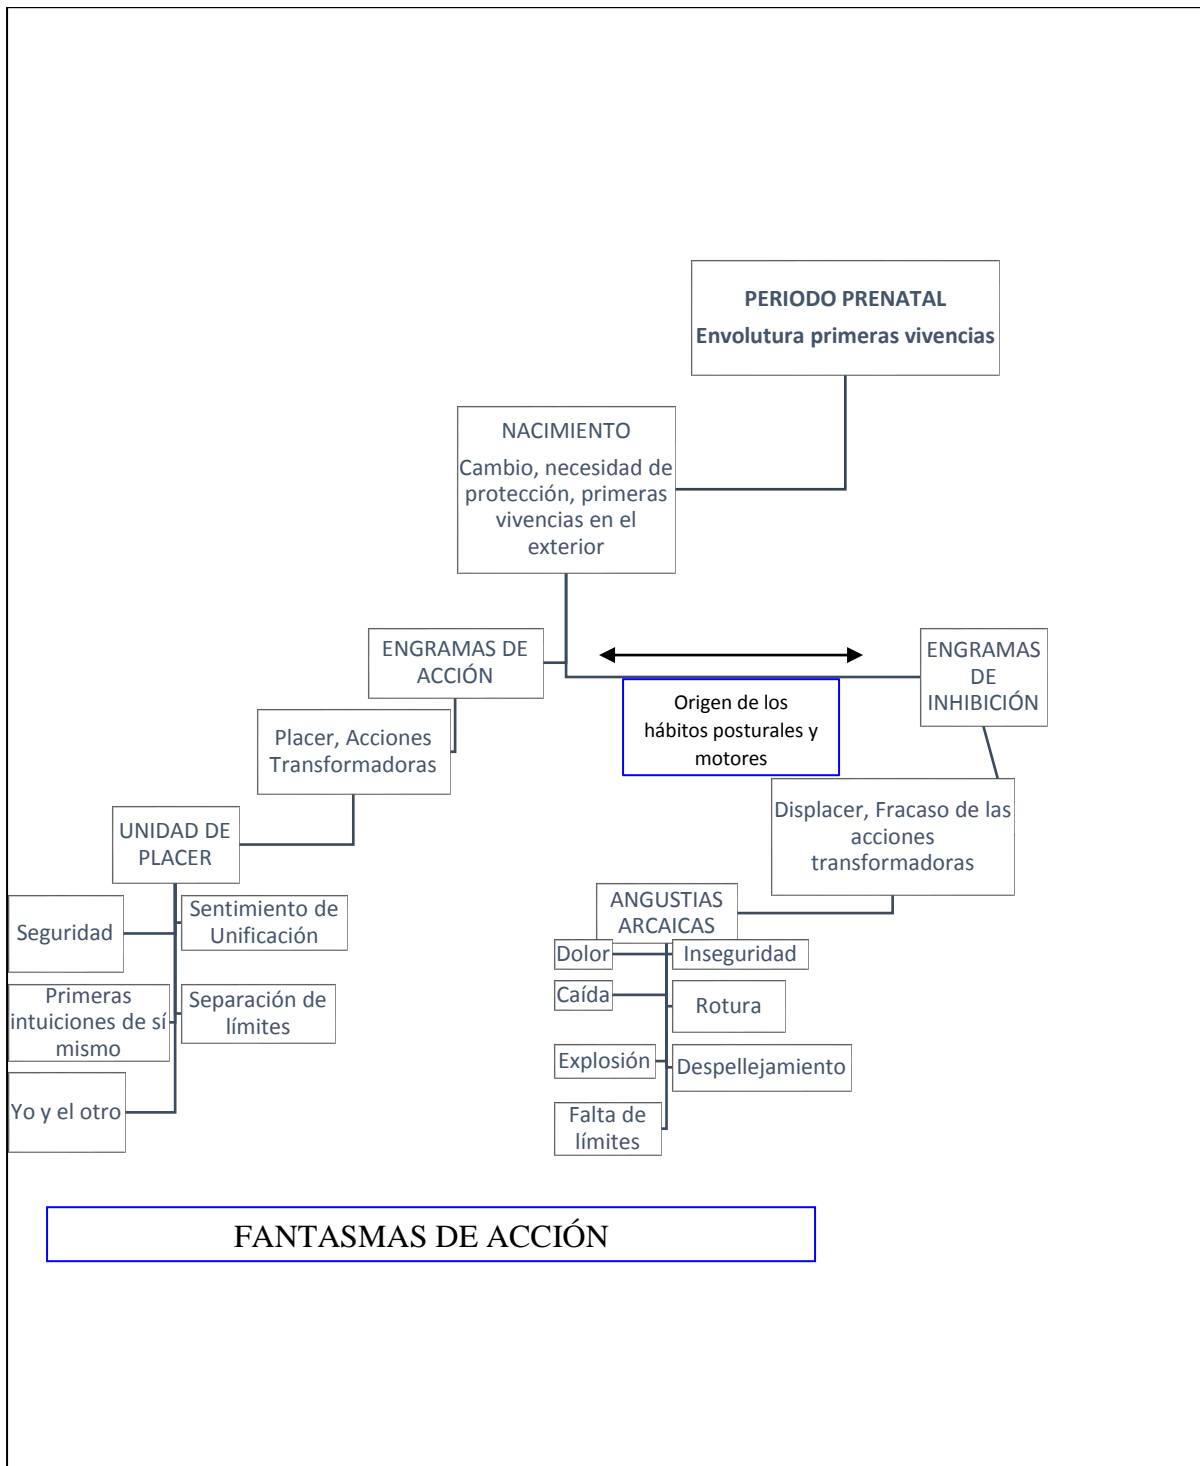 PERIODO PRENATAL
Envolutura primeras vivencias
NACIMIENTO
Cambio, necesidad de
protección, primeras
vivencias en el
exterior
ENGRAMAS DE
ACCIÓN
ENGRAMAS
DE
INHIBICIÓN
Origen de los
hábitos posturales y
motores
Placer, Acciones
Transformadoras
Displacer, Fracaso de las
acciones
transformadoras
UNIDAD DE
PLACER
Seguridad
Sentimiento de
Unificación
Primeras
intuiciones de sí
mismo
Separación de
límites
Yo y el otro
ANGUSTIAS
ARCAICAS
Dolor
Inseguridad
Caída
Rotura
Explosión
Despellejamiento
Falta de
límites
FANTASMAS DE ACCIÓN